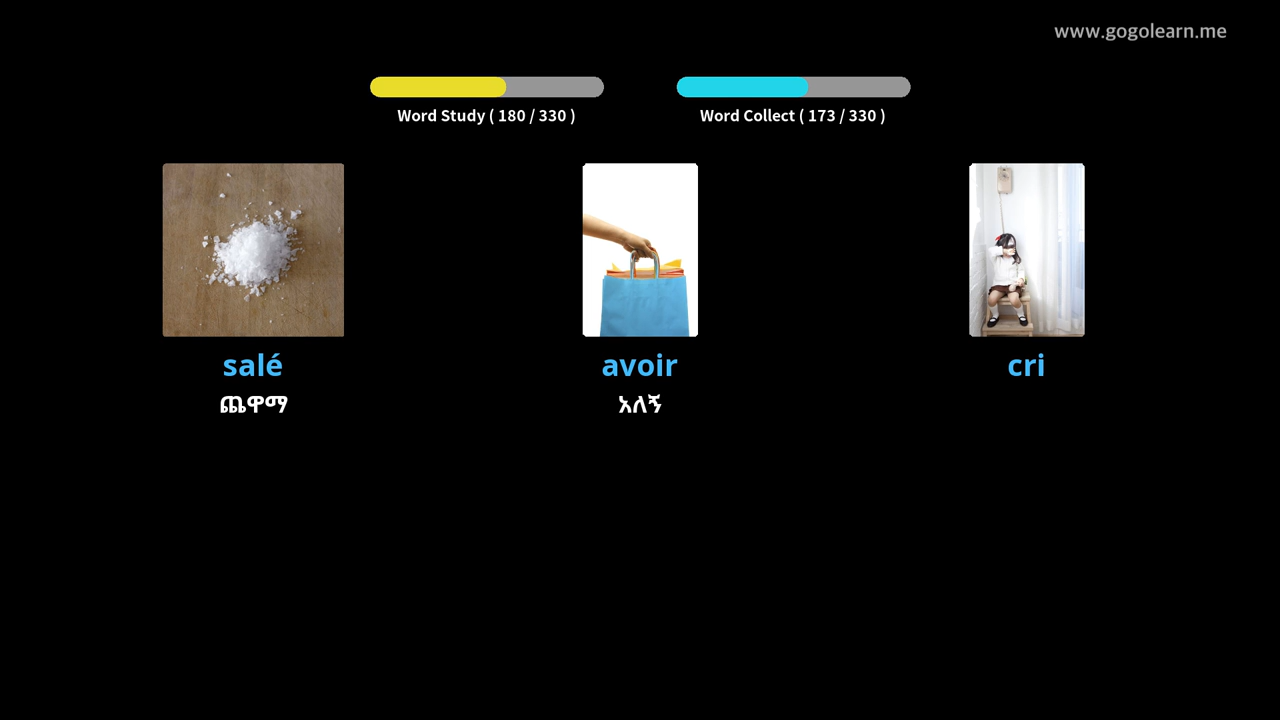 www.gogolearn.me
Word Study ( 180 / 330 )
Word Collect ( 173 / 330 )
salé
avoir
cri
ጨዋማ
አለኝ